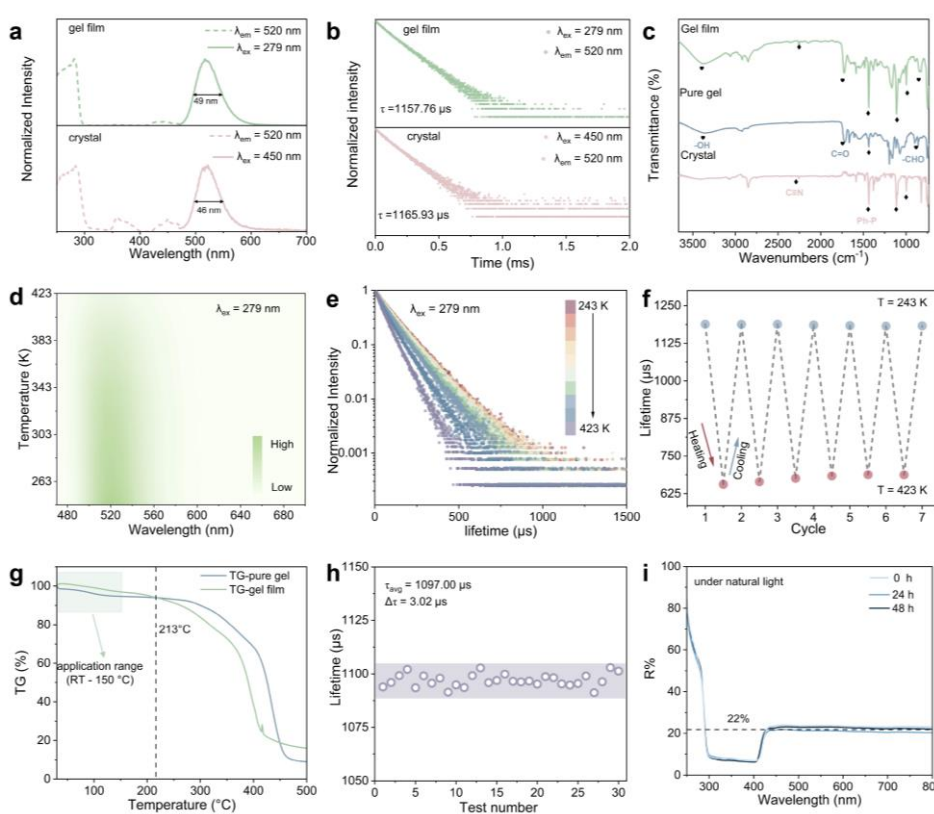 a
gel film
λem = 520 nm
λex = 279 nm
49 nm
crystal
λem = 520 nm
λex = 450 nm
46 nm
Normalized Intensity
300 400 500 600 700
Wavelength (nm)
b
gel film
λex = 279 nm
λem = 520 nm
τ =1157.76 μs
crystal
λex = 450 nm
λem = 520 nm
τ =1165.93 μs
Normalized Intensity
0.0 0.5 1.0 1.5 2.0
Time (ms)
c
Gel film
Pure gel
-OH
C=O
-CHO
Crystal
C≡N
Ph-P
Transmittance (%)
3500 3000 2500 2000 1500 1000
Wavenumbers (cm⁻¹)
d
λex = 279 nm
423
383
343
303
263
Temperature (K)
High
Low
480 520 560 600 640 680
Wavelength (nm)
e
λex = 279 nm
243 K
423 K
1
0.1
0.01
0.001
Normalized Intensity
0 500 1000 1500
lifetime (μs)
f
T = 243 K
1250
1125
1000
875
750
625
Lifetime (μs)
Heating
Cooling
T = 423 K
1 2 3 4 5 6 7
Cycle
g
TG-pure gel
TG-gel film
100
80
60
40
20
0
TG (%)
213°C
application range
(RT - 150 °C)
0 100 200 300 400 500
Temperature (°C)
h
τavg = 1097.00 μs
Δτ = 3.02 μs
1150
1125
1100
1075
1050
Lifetime (μs)
0 5 10 15 20 25 30
Test number
i
under natural light
0 h
24 h
48 h
100
80
60
40
20
0
R%
22%
300 400 500 600 700 800
Wavelength (nm)